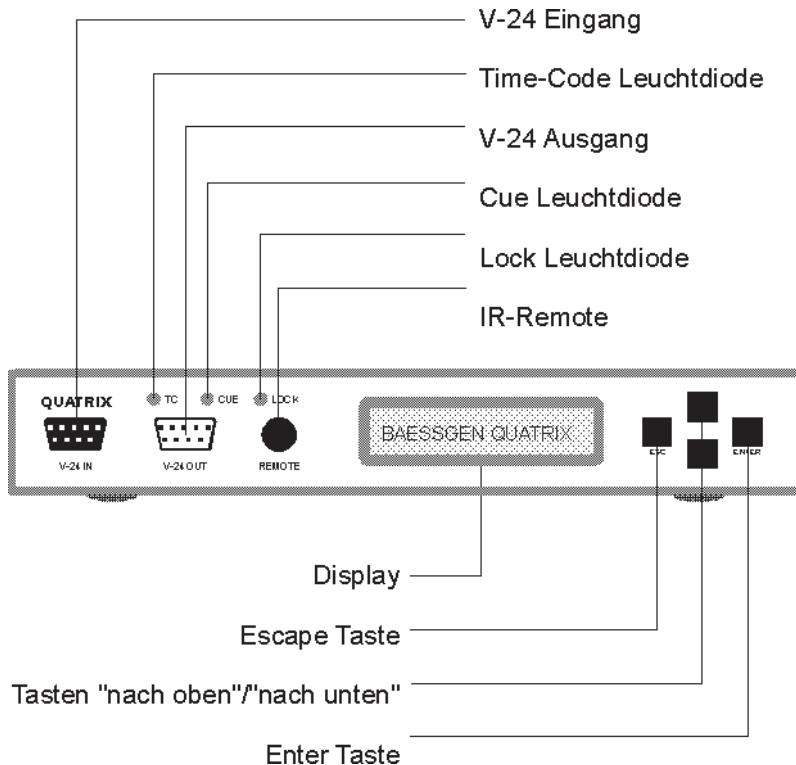 V-24 Eingang
Time-Code Leuchtdiode
V-24 Ausgang
Cue Leuchtdiode
Lock Leuchtdiode
IR-Remote
QUATRIX
TC
CUE
LOCK
BAESSGEN QUATRIX
V-24 IN
V-24 OUT
REMOTE
ESC
ENTER
Display
Escape Taste
Tasten "nach oben"/"nach unten"
Enter Taste